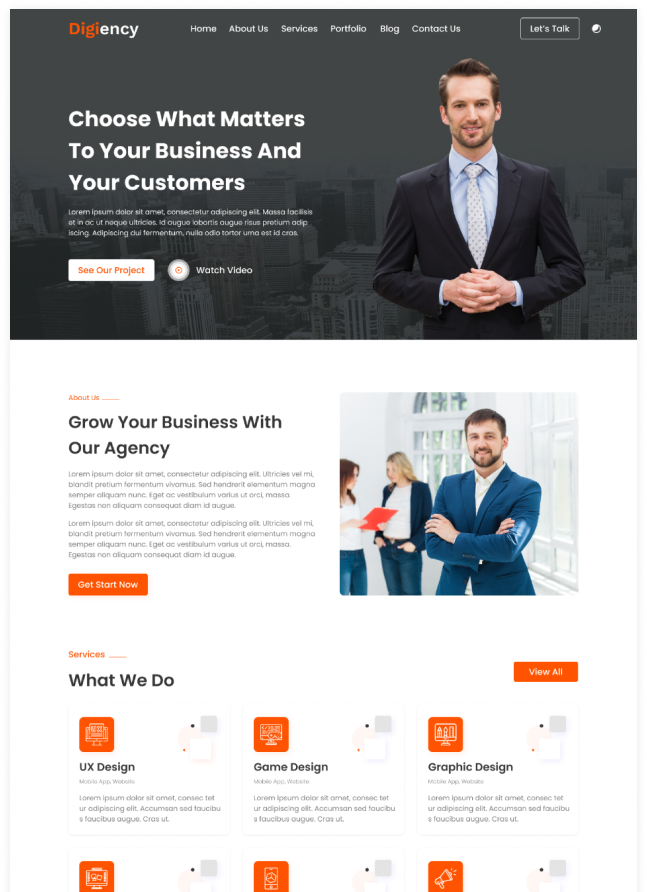 Digiency
Home About Us Services Portfolio Blog Contact Us
Let's Talk
Choose What Matters
To Your Business And
Your Customers
Lorem ipsum dolor sit amet, consectetur adipiscing elit. Massa facilisis
et in ac ut neque ultricies. Id augue lobortis augue risus pretium adip
iscing. Adipiscing dui fermentum, nulla odio tortor urna est id cras.
See Our Project
Watch Video
About Us
Grow Your Business With
Our Agency
Lorem ipsum dolor sit amet, consectetur adipiscing elit. Ultricies vel mi,
blandit pretium fermentum vivamus. Sed hendrerit elementum magna
semper aliquam nunc. Eget ac vestibulum varius ut orci, massa.
Egestas non aliquam consequat diam id augue.
Lorem ipsum dolor sit amet, consectetur adipiscing elit. Ultricies vel mi,
blandit pretium fermentum vivamus. Sed hendrerit elementum magna
semper aliquam nunc. Eget ac vestibulum varius ut orci, massa.
Egestas non aliquam consequat diam id augue.
Get Start Now
Services
What We Do
View All
UX Design
Mobile App, Website
Lorem ipsum dolor sit amet, consec tet
ur adipiscing elit. Accumsan sed faucibu
s faucibus augue. Cras ut.
Game Design
Mobile App, Website
Lorem ipsum dolor sit amet, consec tet
ur adipiscing elit. Accumsan sed faucibu
s faucibus augue. Cras ut.
Graphic Design
Mobile App, Website
Lorem ipsum dolor sit amet, consec tet
ur adipiscing elit. Accumsan sed faucibu
s faucibus augue. Cras ut.